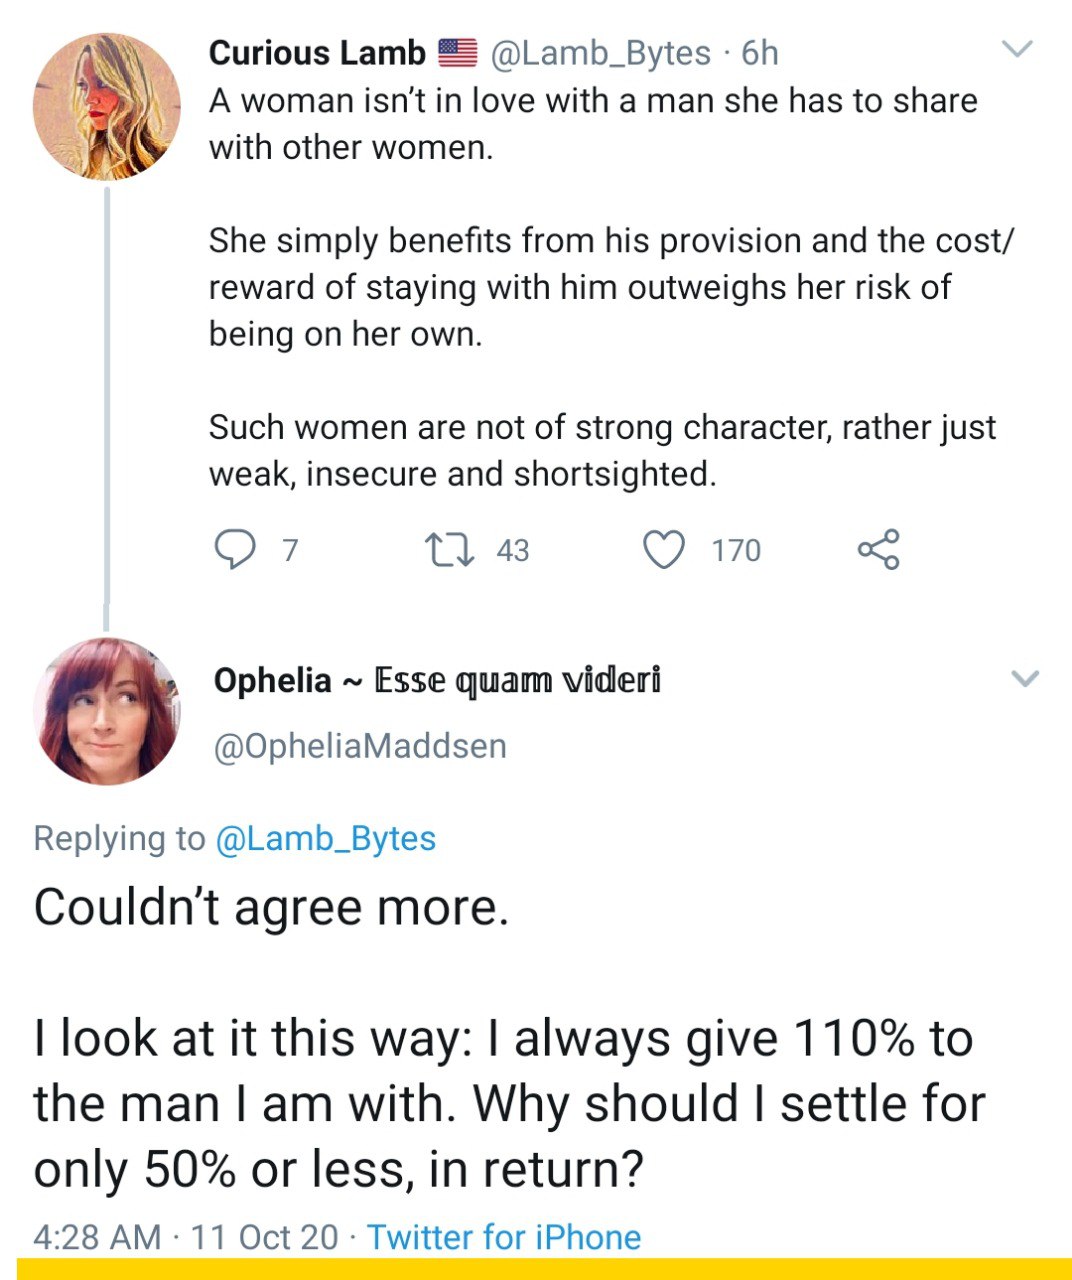 Curious Lamb 🇺🇸 @Lamb_Bytes · 6h
A woman isn’t in love with a man she has to share
with other women.
She simply benefits from his provision and the cost/
reward of staying with him outweighs her risk of
being on her own.
Such women are not of strong character, rather just
weak, insecure and shortsighted.
7 43 170
Ophelia ~ 𝔼𝕤𝕤𝕖 𝕢𝕦𝕒𝕞 𝕧𝕚𝕕𝕖𝕣𝕚
@OpheliaMaddsen
Replying to @Lamb_Bytes
Couldn’t agree more.
I look at it this way: I always give 110% to
the man I am with. Why should I settle for
only 50% or less, in return?
4:28 AM · 11 Oct 20 · Twitter for iPhone